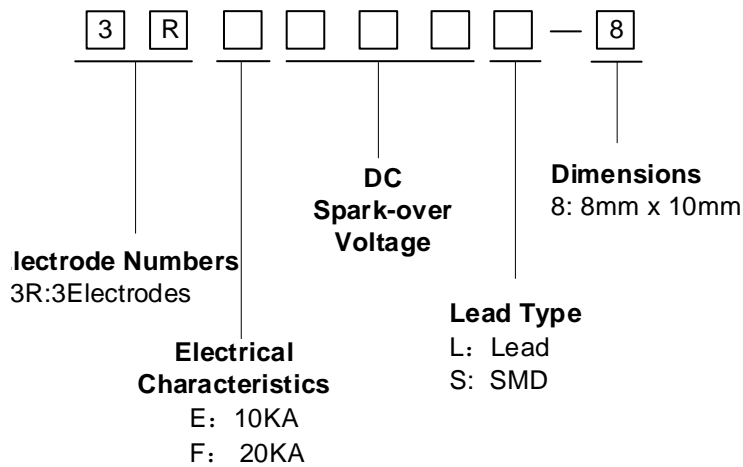 3 R — 8
DC
Spark-over
Voltage
Dimensions
8: 8mm x 10mm
lectrode Numbers
3R:3Electrodes
Lead Type
L：Lead
S: SMD
Electrical
Characteristics
E：10KA
F： 20KA